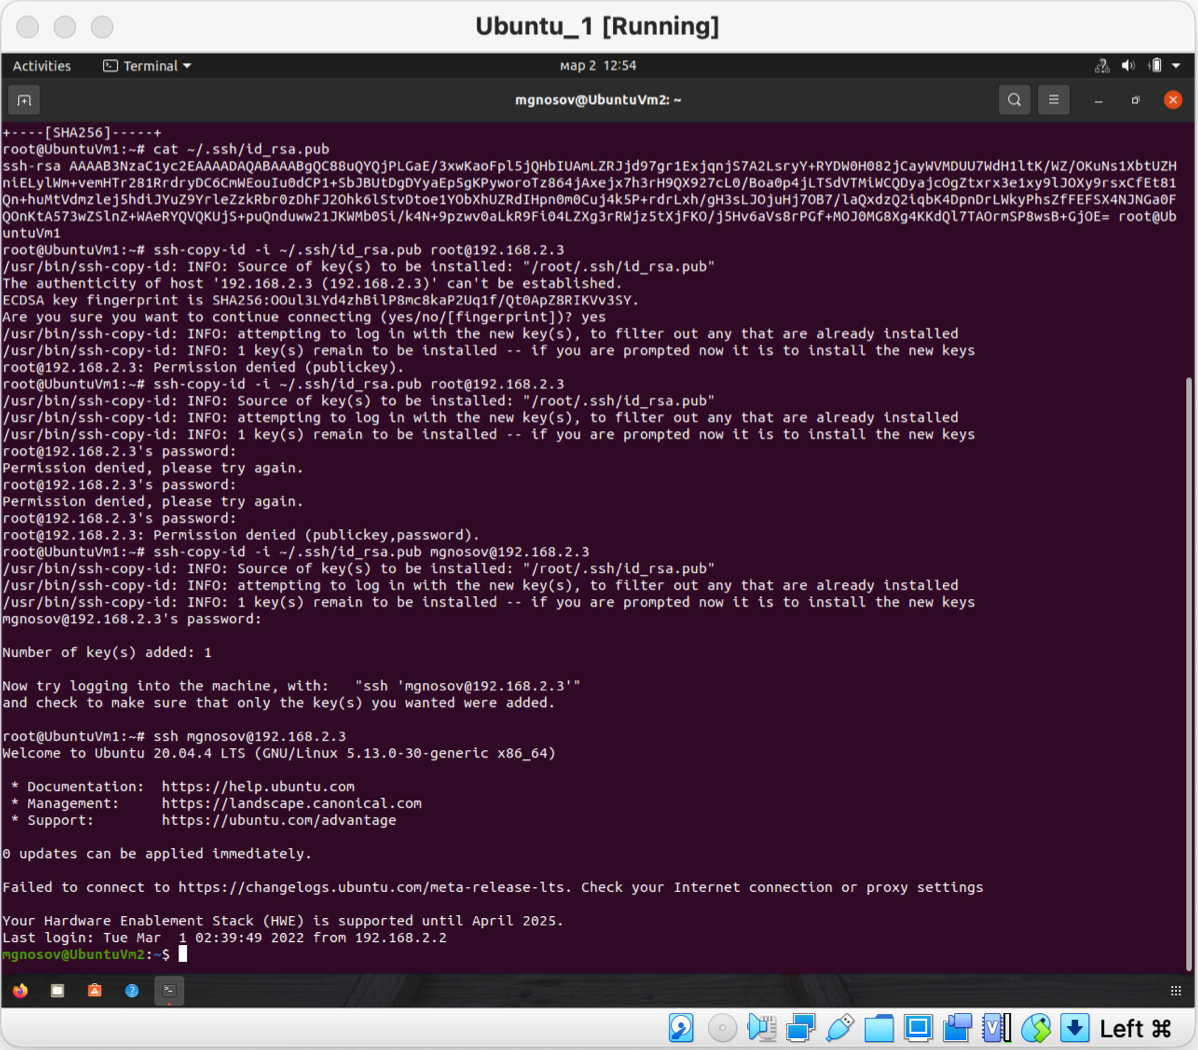 Ubuntu_1 [Running]
Activities
Terminal
мар 2 12:54
mgnosov@UbuntuVm2: ~
+----[SHA256]-----+
root@UbuntuVm1:~# cat ~/.ssh/id_rsa.pub
ssh-rsa AAAAB3NzaC1yc2EAAAADAQABAAABgQC88uQYQjPLGaE/3xwKaoFpl5jQHbIUAmLZRJjd97gr1ExjqnjS7A2LsryY+RYDW0H082jCayWVMDUU7WdH1ltK/WZ/OKuNs1XbtUZH
niELylWm+vemHTr281RrdryDC6CmWEouIu0dCP1+SbJBUtDgDYyaEp5gKPyworoTz864jAxejx7h3rH9QX927cL0/Boa0p4jLTSdVTMiWCQDyajcOgZtxrx3e1xy9lJOXy9rsxCfEt81
Qn+huMtVdmzlej5hdiJYuZ9YrleZzkRbr0zDhFJ2Ohk6lStvDtoe1YObXhUZRdIHpn0m0Cuj4k5P+rdrLxh/gH3sLJOjuHj7OB7/laQxdzQ2iqbK4DpnDrLWkyPhsZfFEFSX4NJNGa0F
QOnKtA573wZSlnZ+WAeRYQVQKUjS+puQnduww21JKWMb0Si/k4N+9pzwv0aLkR9Fi04LZXg3rRWjz5tXjFKO/j5Hv6aVs8rPGf+MOJ0MG8Xg4KKdQl7TAOrmSP8wsB+GjOE= root@Ub
untuVm1
root@UbuntuVm1:~# ssh-copy-id -i ~/.ssh/id_rsa.pub root@192.168.2.3
/usr/bin/ssh-copy-id: INFO: Source of key(s) to be installed: "/root/.ssh/id_rsa.pub"
The authenticity of host '192.168.2.3 (192.168.2.3)' can't be established.
ECDSA key fingerprint is SHA256:OOul3LYd4zhBilP8mc8kaP2Uq1f/Qt0ApZ8RIKVv3SY.
Are you sure you want to continue connecting (yes/no/[fingerprint])? yes
/usr/bin/ssh-copy-id: INFO: attempting to log in with the new key(s), to filter out any that are already installed
/usr/bin/ssh-copy-id: INFO: 1 key(s) remain to be installed -- if you are prompted now it is to install the new keys
root@192.168.2.3: Permission denied (publickey).
root@UbuntuVm1:~# ssh-copy-id -i ~/.ssh/id_rsa.pub root@192.168.2.3
/usr/bin/ssh-copy-id: INFO: Source of key(s) to be installed: "/root/.ssh/id_rsa.pub"
/usr/bin/ssh-copy-id: INFO: attempting to log in with the new key(s), to filter out any that are already installed
/usr/bin/ssh-copy-id: INFO: 1 key(s) remain to be installed -- if you are prompted now it is to install the new keys
root@192.168.2.3's password:
Permission denied, please try again.
root@192.168.2.3's password:
Permission denied, please try again.
root@192.168.2.3's password:
root@192.168.2.3: Permission denied (publickey,password).
root@UbuntuVm1:~# ssh-copy-id -i ~/.ssh/id_rsa.pub mgnosov@192.168.2.3
/usr/bin/ssh-copy-id: INFO: Source of key(s) to be installed: "/root/.ssh/id_rsa.pub"
/usr/bin/ssh-copy-id: INFO: attempting to log in with the new key(s), to filter out any that are already installed
/usr/bin/ssh-copy-id: INFO: 1 key(s) remain to be installed -- if you are prompted now it is to install the new keys
mgnosov@192.168.2.3's password:
Number of key(s) added: 1
Now try logging into the machine, with:   "ssh 'mgnosov@192.168.2.3'"
and check to make sure that only the key(s) you wanted were added.
root@UbuntuVm1:~# ssh mgnosov@192.168.2.3
Welcome to Ubuntu 20.04.4 LTS (GNU/Linux 5.13.0-30-generic x86_64)
* Documentation:  https://help.ubuntu.com
* Management:     https://landscape.canonical.com
* Support:        https://ubuntu.com/advantage
0 updates can be applied immediately.
Failed to connect to https://changelogs.ubuntu.com/meta-release-lts. Check your Internet connection or proxy settings
Your Hardware Enablement Stack (HWE) is supported until April 2025.
Last login: Tue Mar  1 02:39:49 2022 from 192.168.2.2
mgnosov@UbuntuVm2:~$
Left ⌘